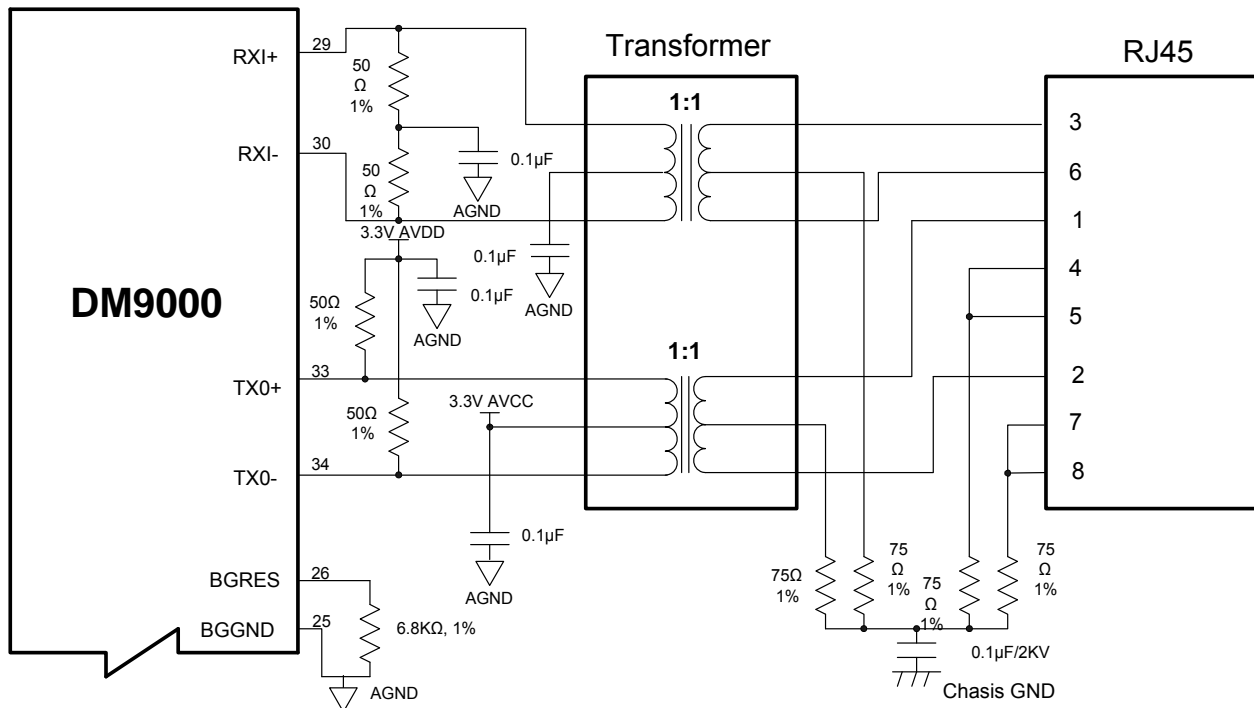 Transformer
RJ45
DM9000
RXI+
29
RXI-
30
50
Ω
1%
50
Ω
1%
0.1µF
AGND
3.3V AVDD
0.1µF
AGND
0.1µF
AGND
50Ω
1%
TX0+
33
50Ω
1%
TX0-
34
3.3V AVCC
0.1µF
AGND
BGRES
26
BGGND
25
6.8KΩ, 1%
AGND
1:1
1:1
3
6
1
4
5
2
7
8
75Ω
1%
75
Ω
1%
75
Ω
1%
75
Ω
1%
0.1µF/2KV
Chasis GND